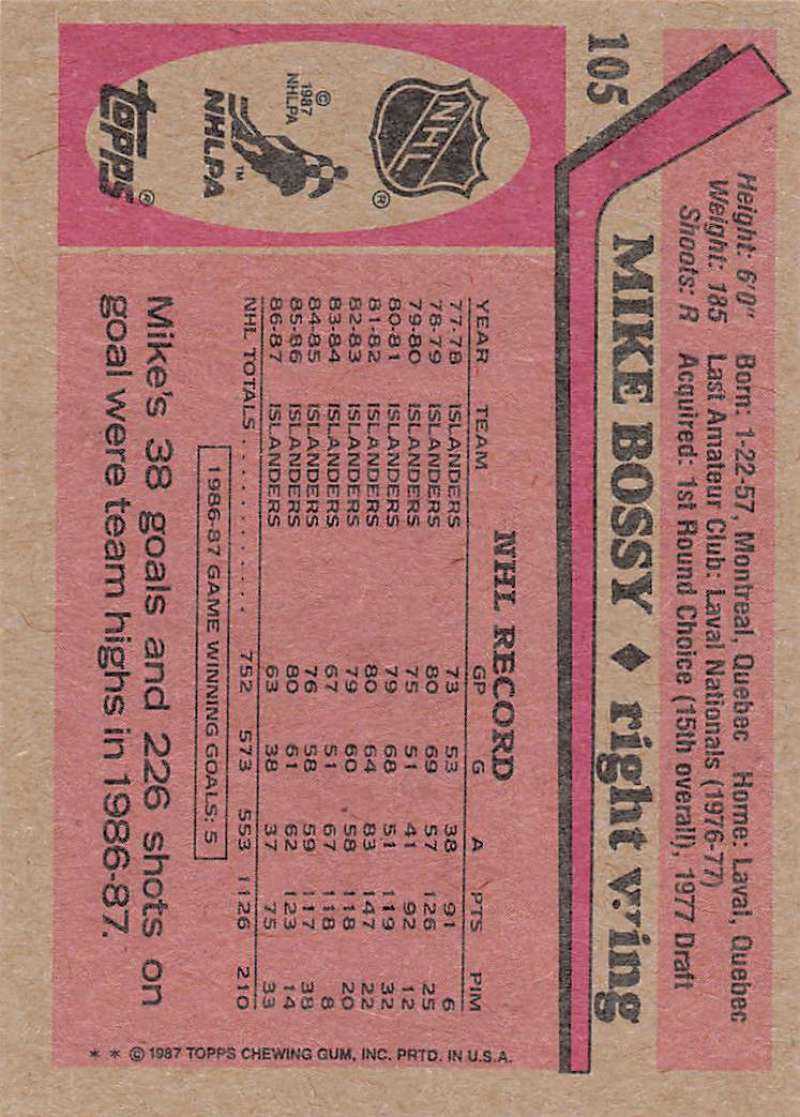 105
Height: 6'0" Born: 1-22-57, Montreal, Quebec Home: Laval, Quebec
Weight: 185 Last Amateur Club: Laval Nationals (1976-77)
Shoots: R Acquired: 1st Round Choice (15th overall), 1977 Draft
MIKE BOSSY ♦ right wing
NHL
®
© 1987 NHLPA
NHLPA
™
TOPPS
®
NHL RECORD
YEAR TEAM GP G A PTS PIM
77-78 ISLANDERS 73 53 38 91 6
78-79 ISLANDERS 80 69 57 126 25
79-80 ISLANDERS 75 51 41 92 12
80-81 ISLANDERS 79 68 51 119 32
81-82 ISLANDERS 80 64 83 147 22
82-83 ISLANDERS 79 60 58 118 20
83-84 ISLANDERS 67 51 67 118 8
84-85 ISLANDERS 76 58 59 117 38
85-86 ISLANDERS 80 61 62 123 14
86-87 ISLANDERS 63 38 37 75 33
NHL TOTALS.......... 752 573 553 1126 210
1986-87 GAME WINNING GOALS: 5
Mike's 38 goals and 226 shots on
goal were team highs in 1986-87.
* * © 1987 TOPPS CHEWING GUM, INC. PRTD. IN U.S.A.